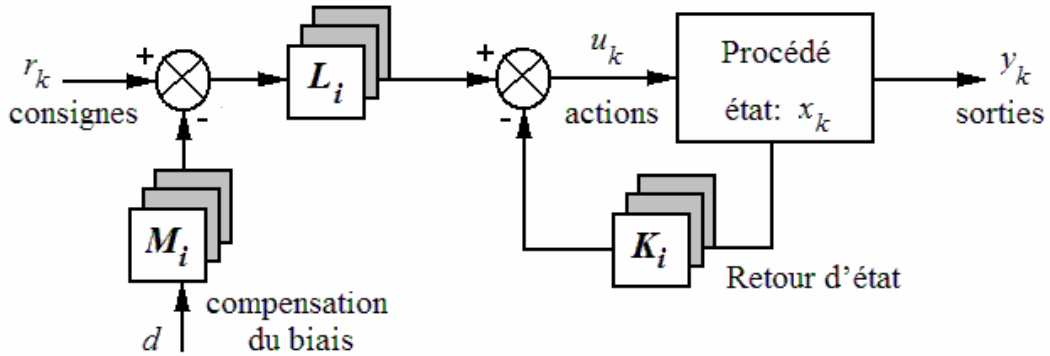 r_k
consignes
+
-
L_i
+
-
u_k
actions
Procédé
état: x_k
y_k
sorties
M_i
K_i
Retour d'état
compensation
du biais
d